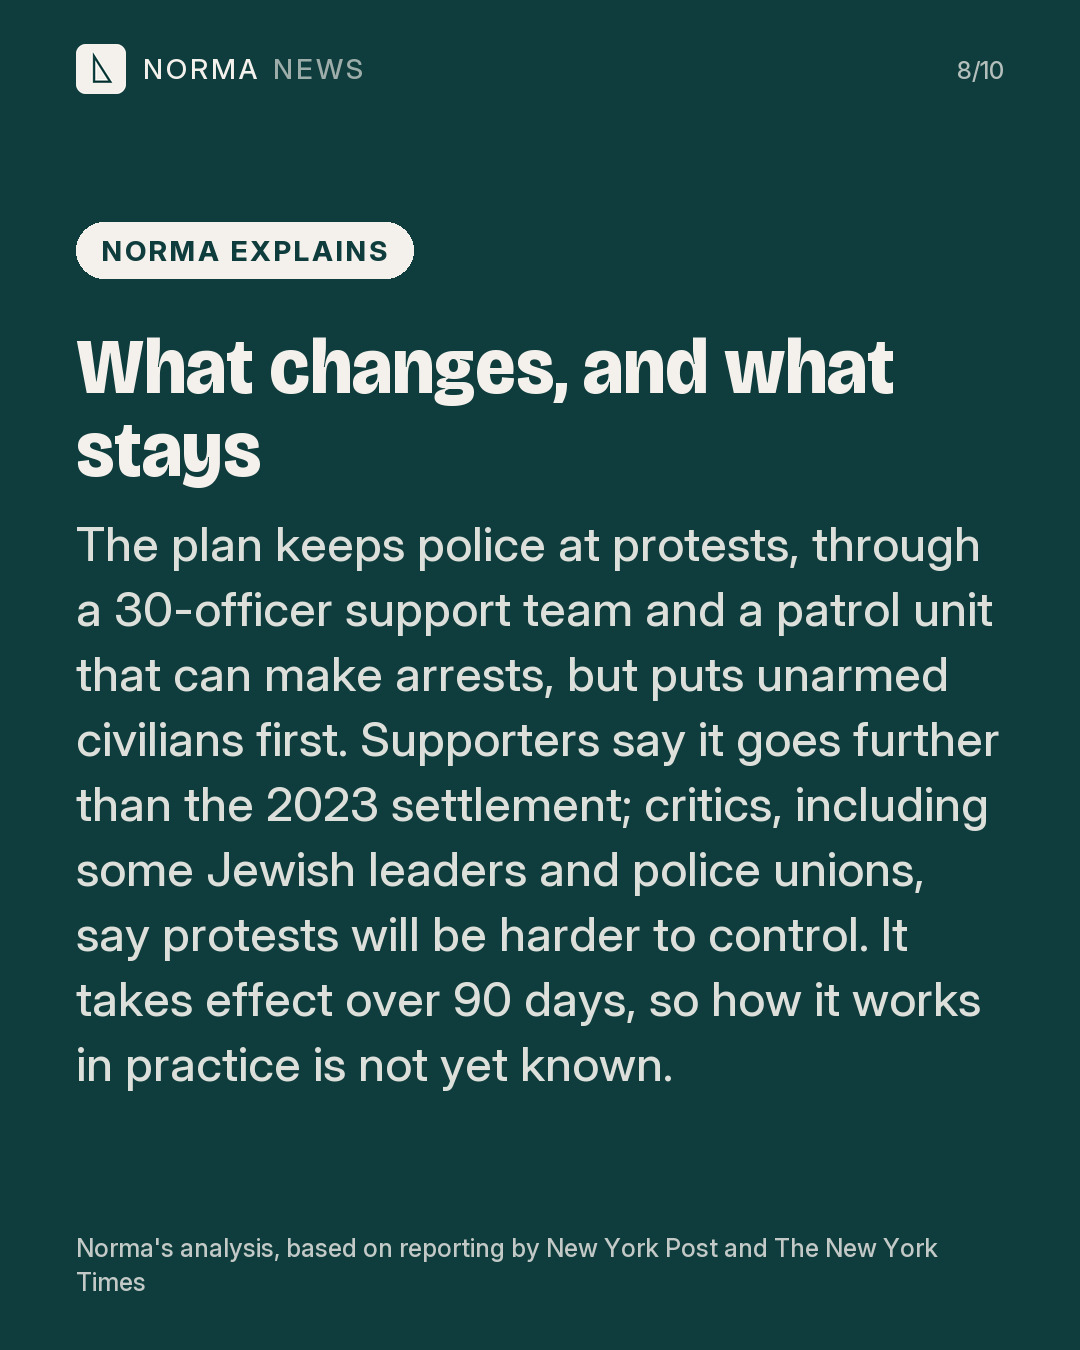 NORMA NEWS
8/10
NORMA EXPLAINS
What changes, and what
stays
The plan keeps police at protests, through
a 30-officer support team and a patrol unit
that can make arrests, but puts unarmed
civilians first. Supporters say it goes further
than the 2023 settlement; critics, including
some Jewish leaders and police unions,
say protests will be harder to control. It
takes effect over 90 days, so how it works
in practice is not yet known.
Norma's analysis, based on reporting by New York Post and The New York
Times